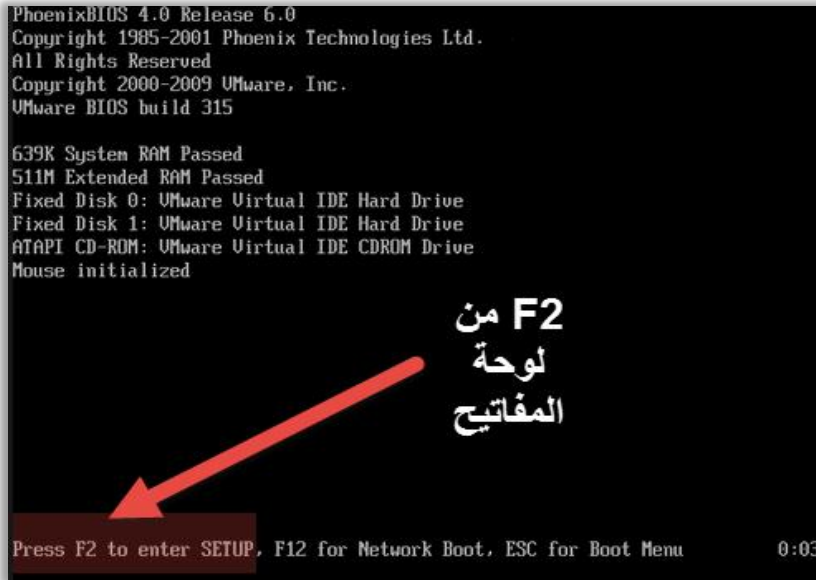 PhoenixBIOS 4.0 Release 6.0
Copyright 1985-2001 Phoenix Technologies Ltd.
All Rights Reserved
Copyright 2000-2009 VMware, Inc.
VMware BIOS build 315
639K System RAM Passed
511M Extended RAM Passed
Fixed Disk 0: VMware Virtual IDE Hard Drive
Fixed Disk 1: VMware Virtual IDE Hard Drive
ATAPI CD-ROM: VMware Virtual IDE CDROM Drive
Mouse initialized
F2 من
لوحة
المفاتيح
Press F2 to enter SETUP, F12 for Network Boot, ESC for Boot Menu 0:03